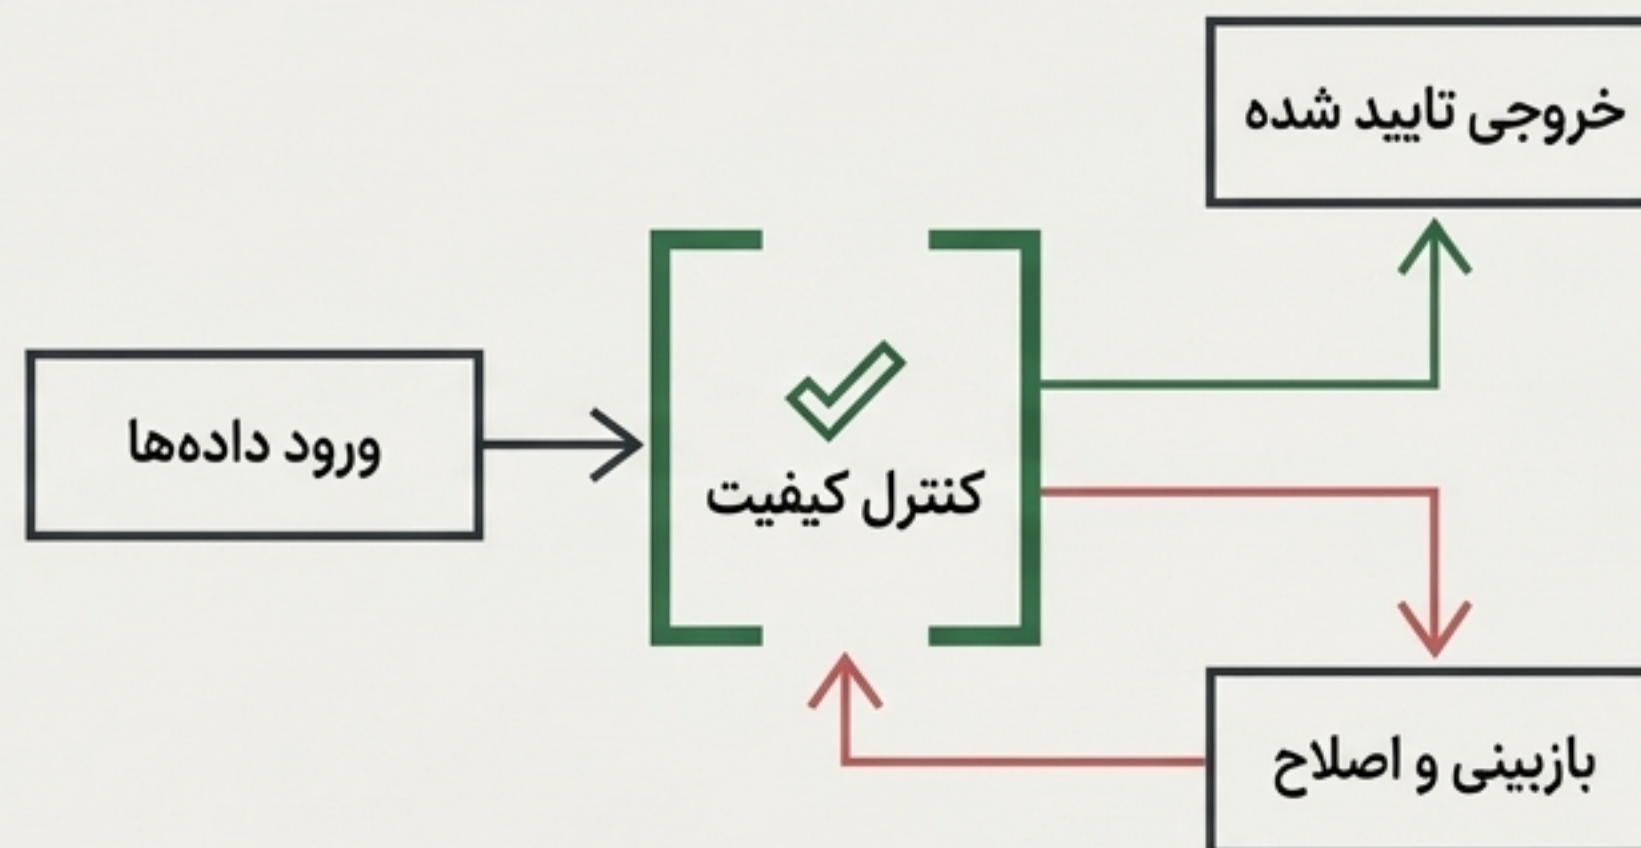 خروجی تایید شده
ورود داده‌ها
کنترل کیفیت
بازبینی و اصلاح